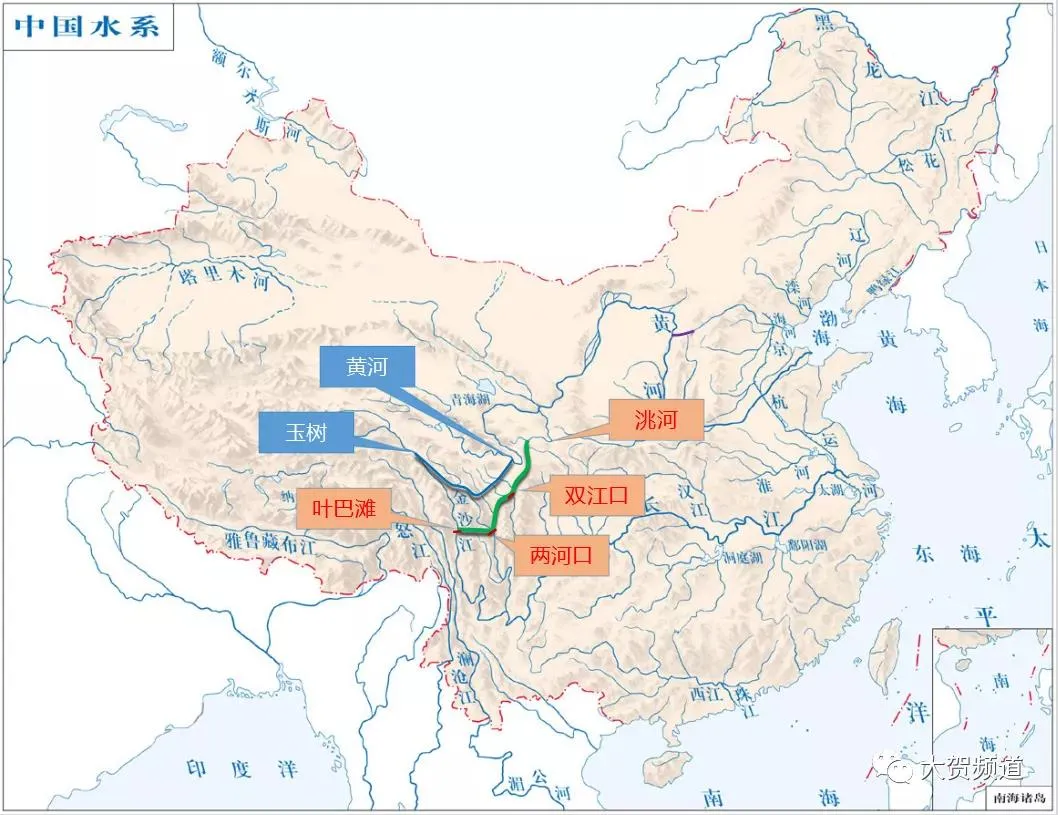 中国水系
额尔齐斯河
黑龙江
松花江
塔里木河
辽河
鸭绿江
滦河
海河
渤海
日本海
黄河
黄海
京杭运河
黄河
青海湖
玉树
洮河
叶巴滩
双江口
两河口
金沙江
纳
怒江
雅鲁藏布江
长江
汉江
淮河
太湖
洞庭湖
鄱阳湖
东海
太平洋
澜沧江
西江
珠江
印度洋
湄公河
南海
南海
南海诸岛
大贺频道